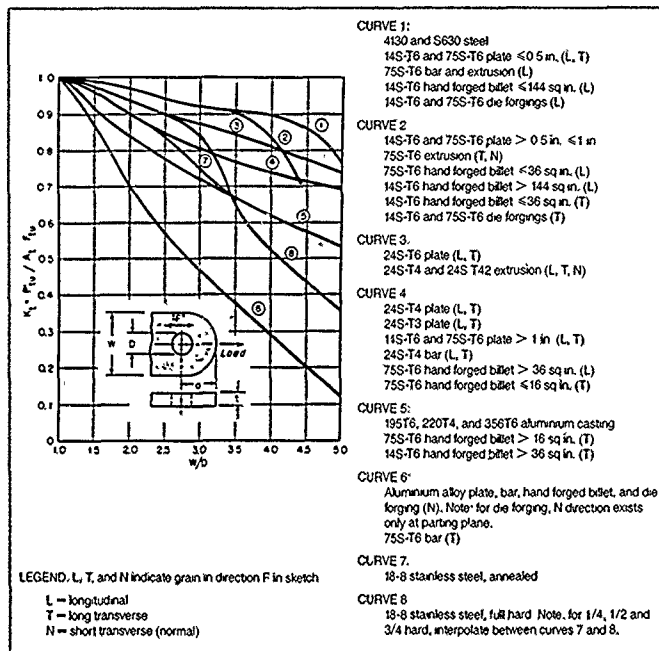 CURVE 1:
4130 and S630 steel
14S-T6 and 75S-T6 plate ≤0 5 in. (L, T)
75S-T6 bar and extrusion (L)
14S-T6 hand forged billet ≤144 sq in. (L)
14S-T6 and 75S-T6 die forgings (L)
CURVE 2
14S-T6 and 75S-T6 plate > 0 5 in. ≤1 in
75S-T6 extrusion (T, N)
75S-T6 hand forged billet ≤36 sq in. (L)
14S-T6 hand forged billet > 144 sq in. (L)
14S-T6 hand forged billet ≤36 sq in. (T)
14S-T6 and 75S-T6 die forgings (T)
CURVE 3.
24S-T6 plate (L, T)
24S-T4 and 24S T42 extrusion (L, T, N)
CURVE 4
24S-T4 plate (L, T)
24S-T3 plate (L, T)
11S-T6 and 75S-T6 plate > 1 in (L, T)
24S-T4 bar (L, T)
75S-T6 hand forged billet > 36 sq in. (L)
75S-T6 hand forged billet ≤16 sq in. (T)
CURVE 5:
195T6, 220T4, and 356T6 aluminium casting
75S-T6 hand forged billet > 16 sq in. (T)
14S-T6 hand forged billet > 36 sq in. (T)
CURVE 6
Aluminium alloy plate, bar, hand forged billet, and die
forging (N). Note for die forging, N direction exists
only at parting plane.
75S-T6 bar (T)
CURVE 7.
18-8 stainless steel, annealed
CURVE 8
18-8 stainless steel, full hard Note, for 1/4, 1/2 and
3/4 hard, interpolate between curves 7 and 8.
K t = P'tu / A t F tu
1.0
0.9
0.8
0.7
0.6
0.5
0.4
0.3
0.2
0.1
0
1.0 1.5 2.0 2.5 3.0 3.5 4.0 4.5 5.0
W/D
1
2
3
4
5
6
7
8
W
D
Load
a
t
LEGEND. L, T, and N indicate grain in direction F in sketch
L = longitudinal
T = long transverse
N = short transverse (normal)